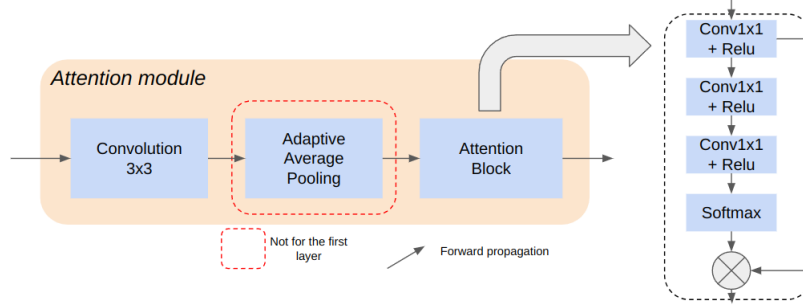 Attention module
Convolution
3x3
Adaptive
Average
Pooling
Attention
Block
Not for the first
layer
Forward propagation
Conv1x1
+ Relu
Conv1x1
+ Relu
Conv1x1
+ Relu
Softmax